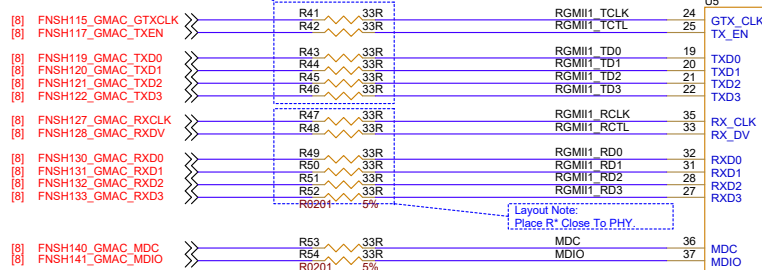 U5
[8] FNSH115_GMAC_GTXCLK R41 33R RGMII1_TCLK 24 GTX_CLK
[8] FNSH117_GMAC_TXEN R42 33R RGMII1_TCTL 25 TX_EN
[8] FNSH119_GMAC_TXD0 R43 33R RGMII1_TD0 19 TXD0
[8] FNSH120_GMAC_TXD1 R44 33R RGMII1_TD1 20 TXD1
[8] FNSH121_GMAC_TXD2 R45 33R RGMII1_TD2 21 TXD2
[8] FNSH122_GMAC_TXD3 R46 33R RGMII1_TD3 22 TXD3
[8] FNSH127_GMAC_RXCLK R47 33R RGMII1_RCLK 35 RX_CLK
[8] FNSH128_GMAC_RXDV R48 33R RGMII1_RCTL 33 RX_DV
[8] FNSH130_GMAC_RXD0 R49 33R RGMII1_RD0 32 RXD0
[8] FNSH131_GMAC_RXD1 R50 33R RGMII1_RD1 31 RXD1
[8] FNSH132_GMAC_RXD2 R51 33R RGMII1_RD2 28 RXD2
[8] FNSH133_GMAC_RXD3 R52 33R RGMII1_RD3 27 RXD3
R0201 5%
Layout Note:
Place R* Close To PHY.
[8] FNSH140_GMAC_MDC R53 33R MDC 36 MDC
[8] FNSH141_GMAC_MDIO R54 33R MDIO 37 MDIO
R0201 5%